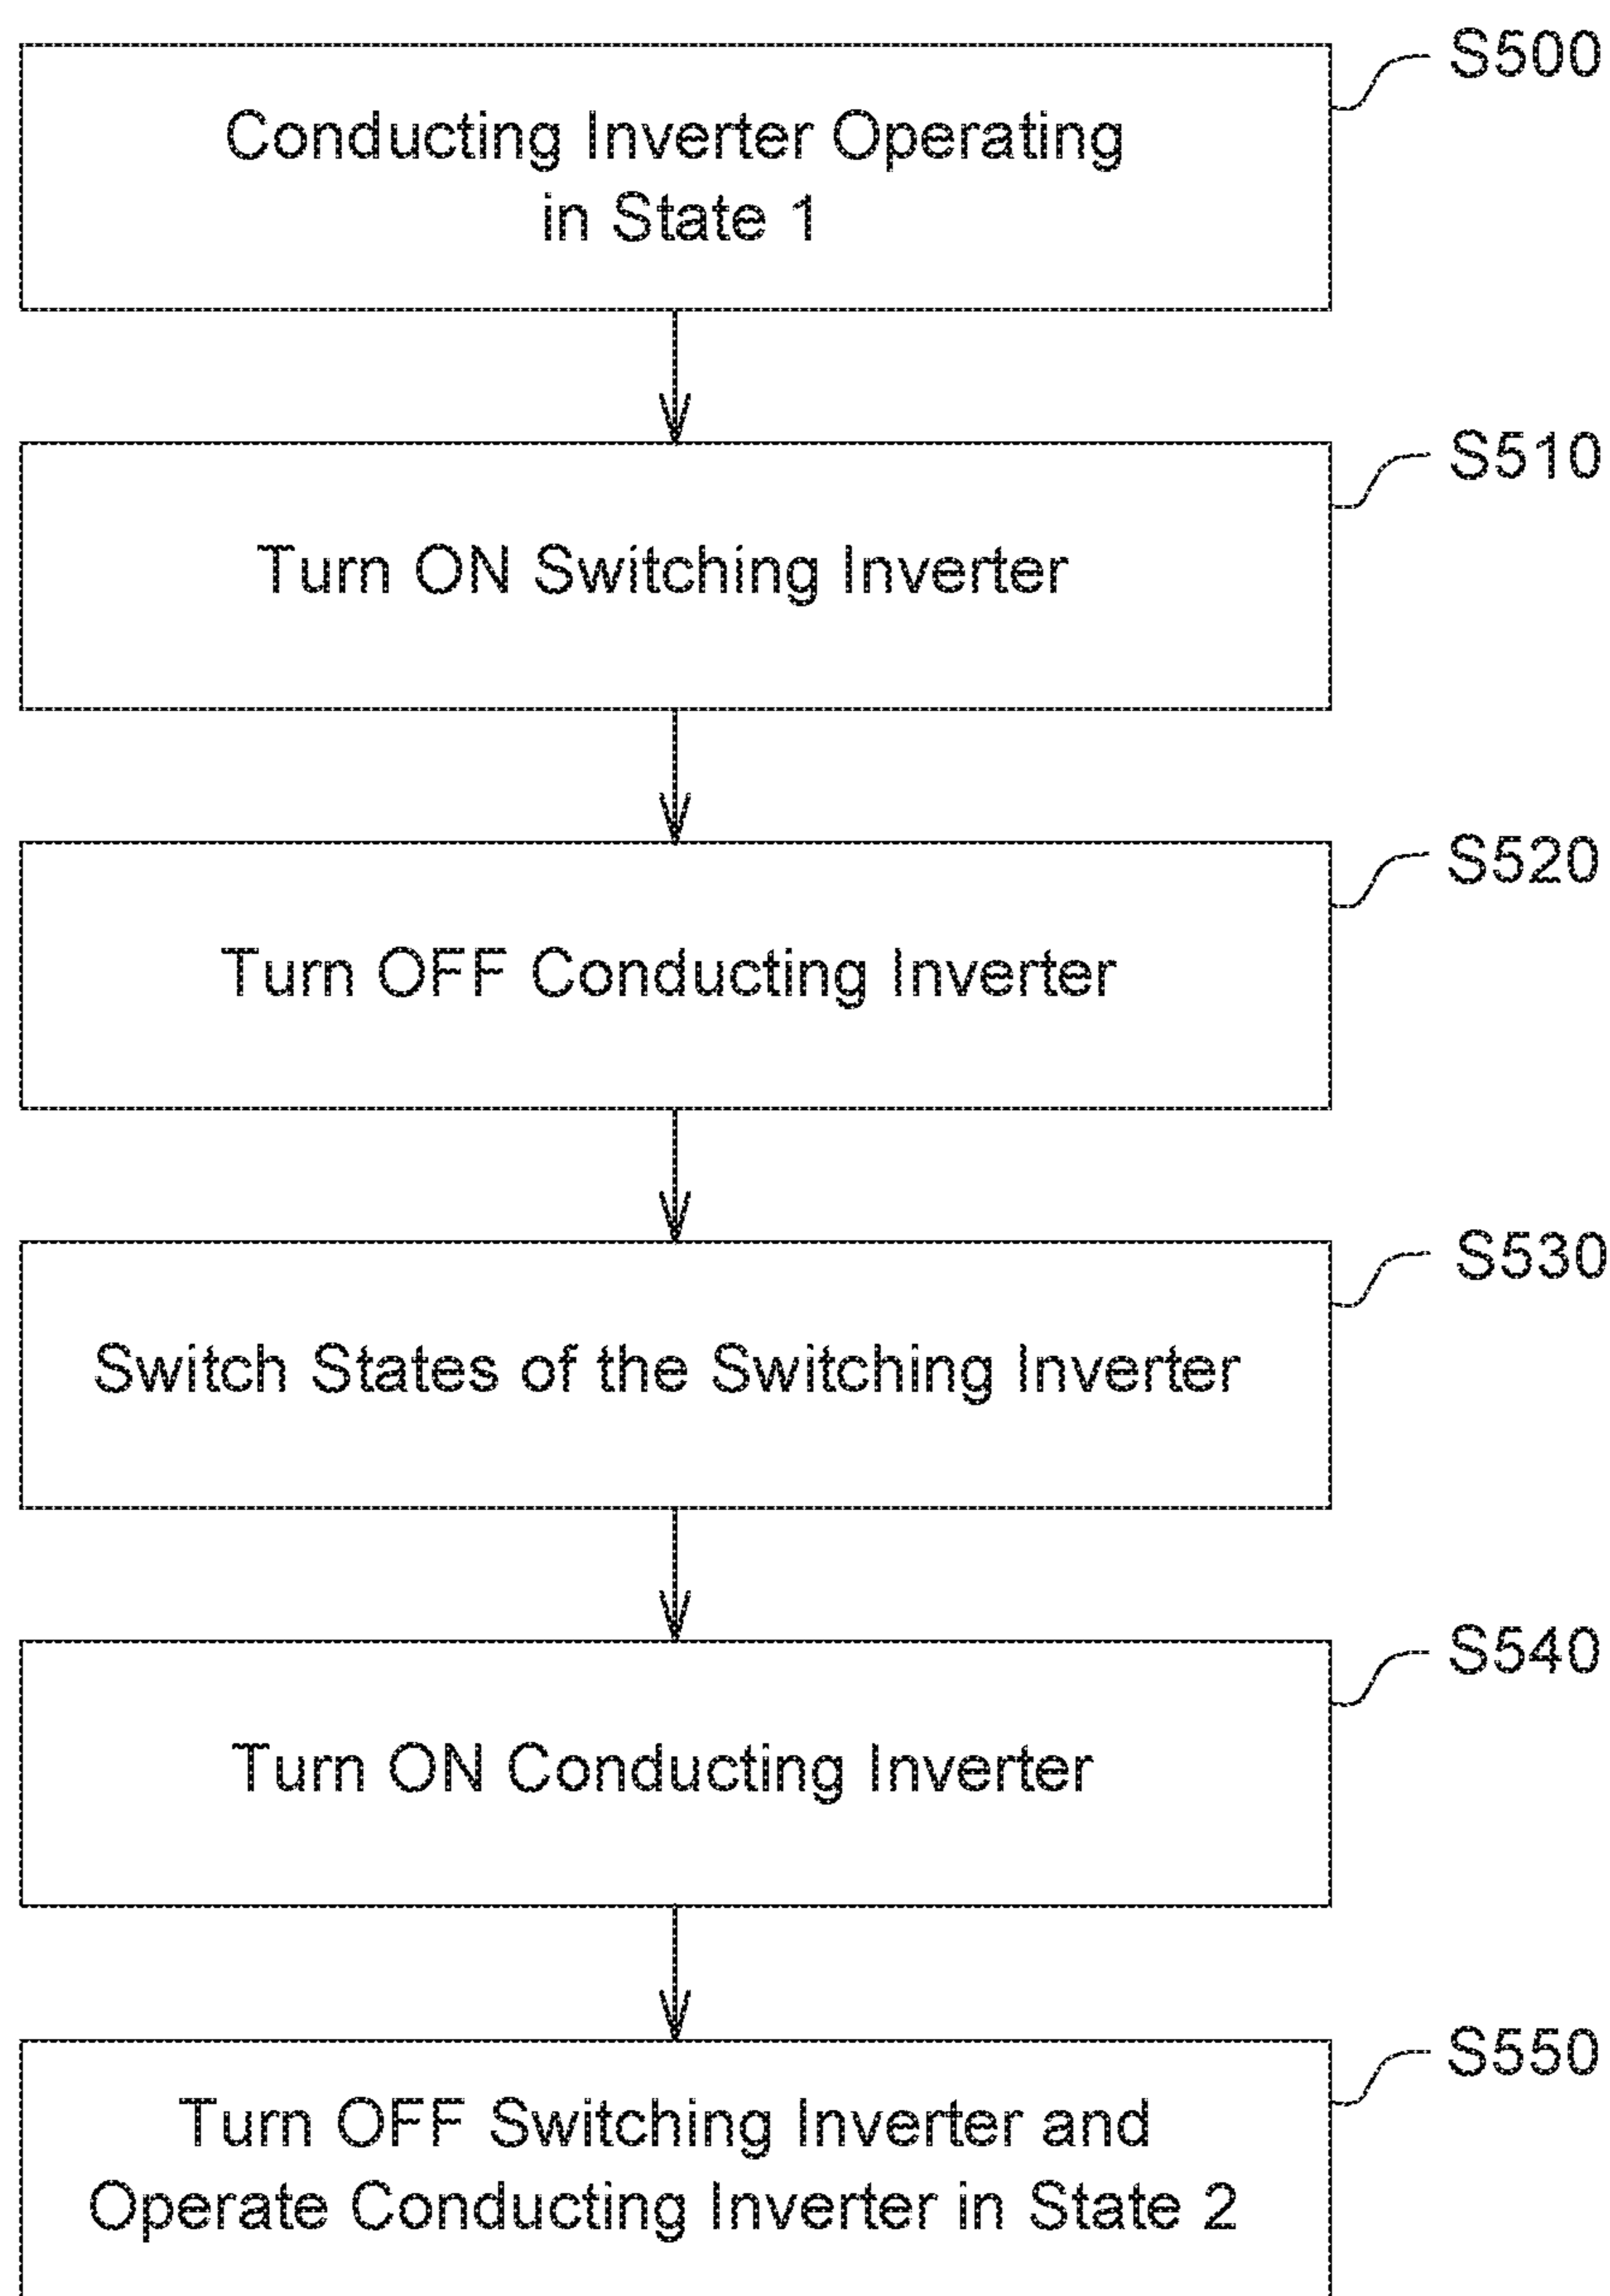 S500
Conducting Inverter Operating
in State 1
S510
Turn ON Switching Inverter
S520
Turn OFF Conducting Inverter
S530
Switch States of the Switching Inverter
S540
Turn ON Conducting Inverter
S550
Turn OFF Switching Inverter and
Operate Conducting Inverter in State 2